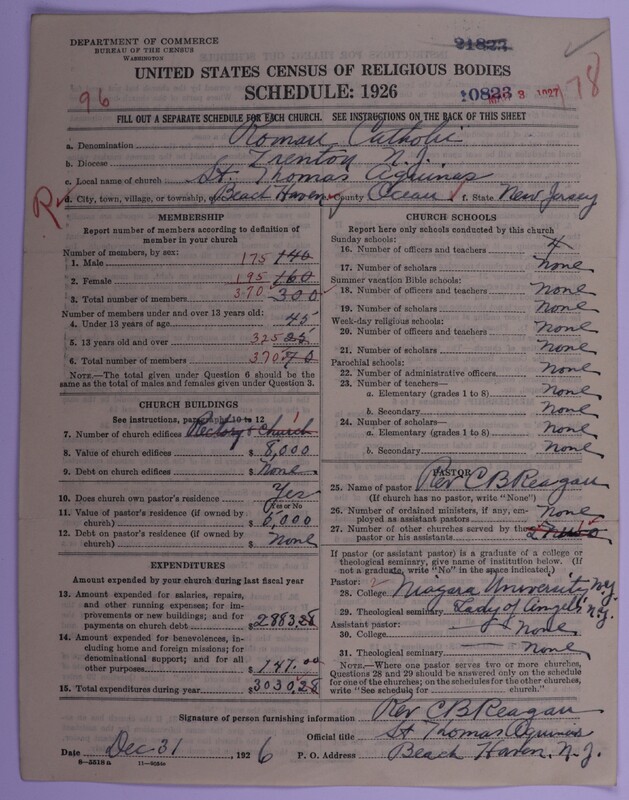 DEPARTMENT OF COMMERCE
BUREAU OF THE CENSUS
WASHINGTON
21827
UNITED STATES CENSUS OF RELIGIOUS BODIES
SCHEDULE: 1926
96
10823
3 1927
178
FILL OUT A SEPARATE SCHEDULE FOR EACH CHURCH. SEE INSTRUCTIONS ON THE BACK OF THIS SHEET
a. Denomination Roman Catholic
b. Diocese Trenton N.J.
c. Local name of church St. Thomas Aquinas
d. City, town, village, or township, Beach Haven County Ocean f. State New Jersey
MEMBERSHIP
Report number of members according to definition of
member in your church
Number of members, by sex:
1. Male 175 140
2. Female 195 160
3. Total number of members 370 300
Number of members under and over 13 years old:
4. Under 13 years of age 45
5. 13 years old and over 325 25
6. Total number of members 370 70
NOTE.—The total given under Question 6 should be
same as the total of males and females given under Question 3.
CHURCH BUILDINGS
See instructions, paragraphs 10 to 12
7. Number of church edifices Rectory & Church 1
8. Value of church edifices $ 8,000
9. Debt on church edifices $ none
10. Does church own pastor's residence Yes
Yes or No
11. Value of pastor's residence (if owned by
church) $ 6,000
12. Debt on pastor's residence (if owned by
church) $ none
EXPENDITURES
Amount expended by your church during last fiscal year
13. Amount expended for salaries, repairs,
and other running expenses; for im-
provements or new buildings; and for
payments on church debt $ 2883.28
14. Amount expended for benevolences, in-
cluding home and foreign missions; for
denominational support; and for all
other purposes $ 147.00
15. Total expenditures during year $ 3030.28
CHURCH SCHOOLS
Report here only schools conducted by this church
Sunday schools:
16. Number of officers and teachers 4
17. Number of scholars none
Summer vacation Bible schools:
18. Number of officers and teachers none
19. Number of scholars none
Week-day religious schools:
20. Number of officers and teachers none
21. Number of scholars none
Parochial schools:
22. Number of administrative officers none
23. Number of teachers—
a. Elementary (grades 1 to 8) none
b. Secondary none
24. Number of scholars—
a. Elementary (grades 1 to 8) none
b. Secondary none
PASTOR
25. Name of pastor Rev C B Reagan
(If church has no pastor, write "None")
26. Number of ordained ministers, if any, em-
ployed as assistant pastors none
27. Number of other churches served by the
pastor or his assistants
If pastor (or assistant pastor) is a graduate of a college or
theological seminary, give name of institution below. (If
not a graduate, write "No" in the space indicated.)
Pastor:
28. College Niagara University N.Y.
29. Theological seminary Lady of Angels N.Y.
Assistant pastor:
30. College none
31. Theological seminary none
NOTE.—Where one pastor serves two or more churches,
Questions 28 and 29 should be answered only on the schedule
for one of the churches; on the schedules for the other churches,
write "See schedule for church."
Signature of person furnishing information Rev C B Reagan
Official title St Thomas Aquinas
Date Dec 31, 1926 P. O. Address Beach Haven, N.J.
8-5518a